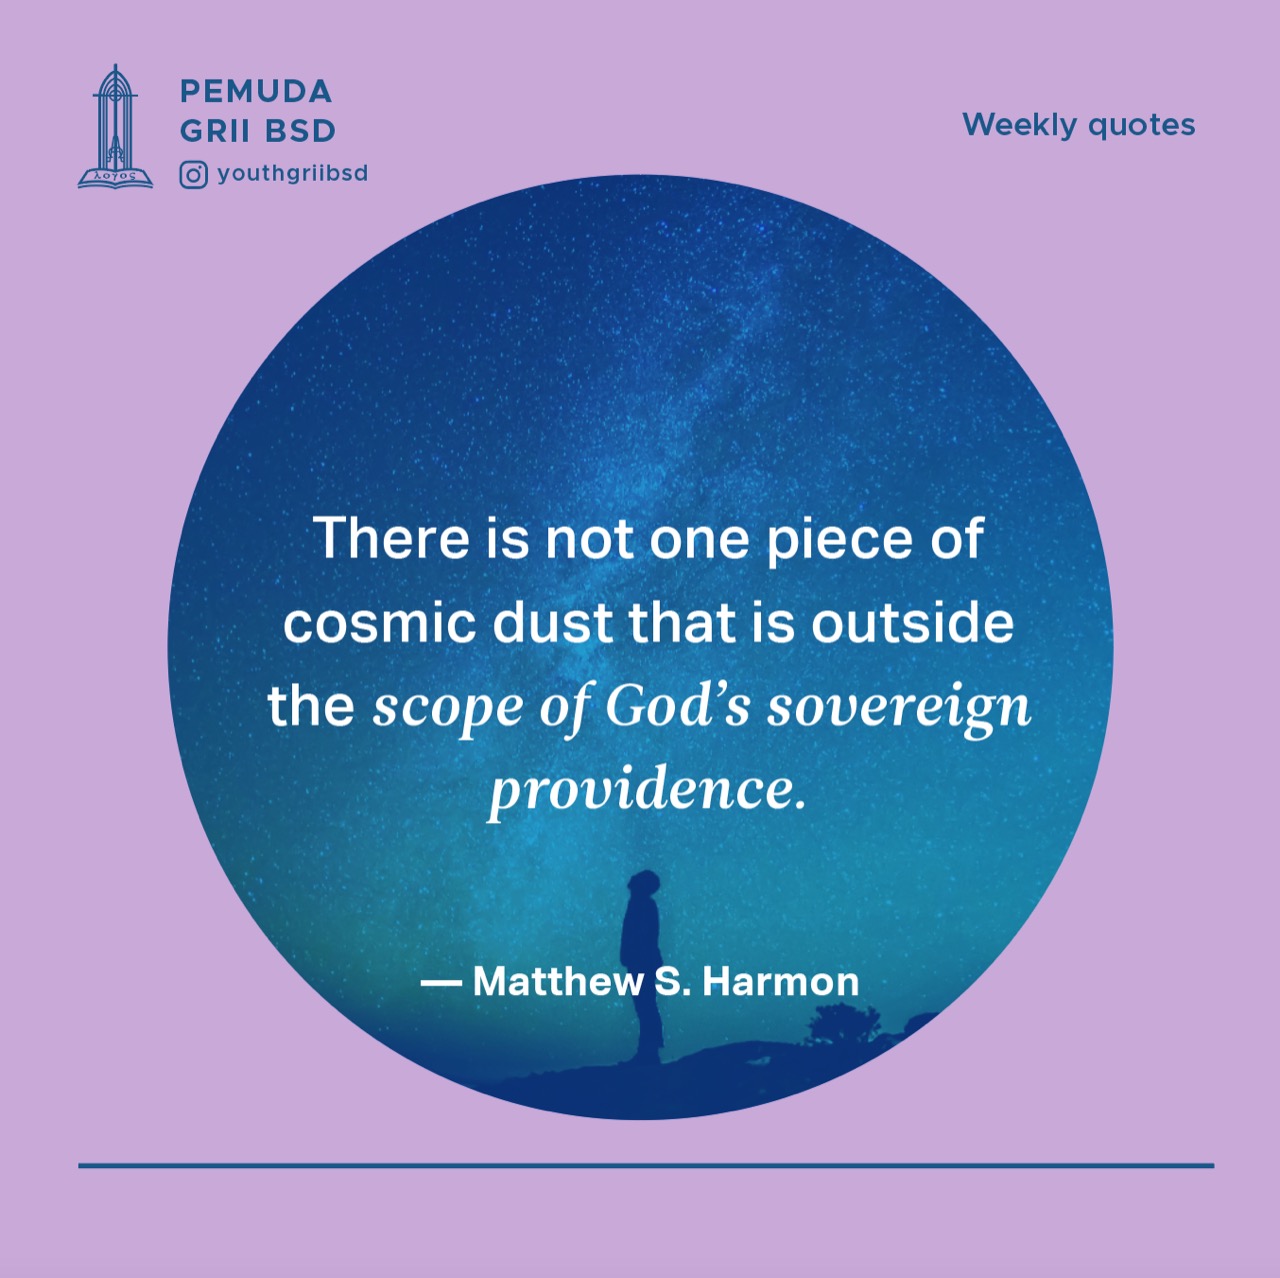 PEMUDA
GRII BSD
youthgriibsd
Weekly quotes
λογος
There is not one piece of
cosmic dust that is outside
the scope of God’s sovereign
providence.
— Matthew S. Harmon